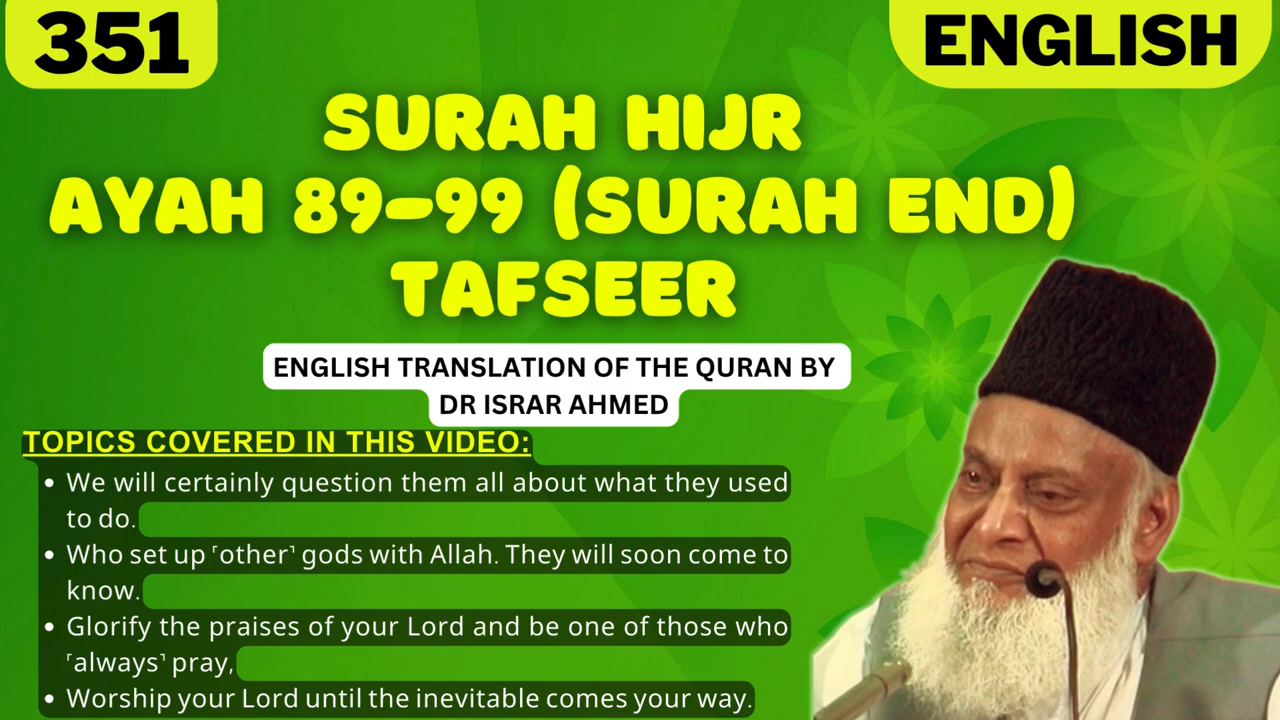 351
ENGLISH
SURAH HIJR
AYAH 89–99 (SURAH END)
TAFSEER
ENGLISH TRANSLATION OF THE QURAN BY
DR ISRAR AHMED
TOPICS COVERED IN THIS VIDEO:
• We will certainly question them all about what they used
to do.
• Who set up ˹other˺ gods with Allah. They will soon come to
know.
• Glorify the praises of your Lord and be one of those who
˹always˺ pray,
• Worship your Lord until the inevitable comes your way.